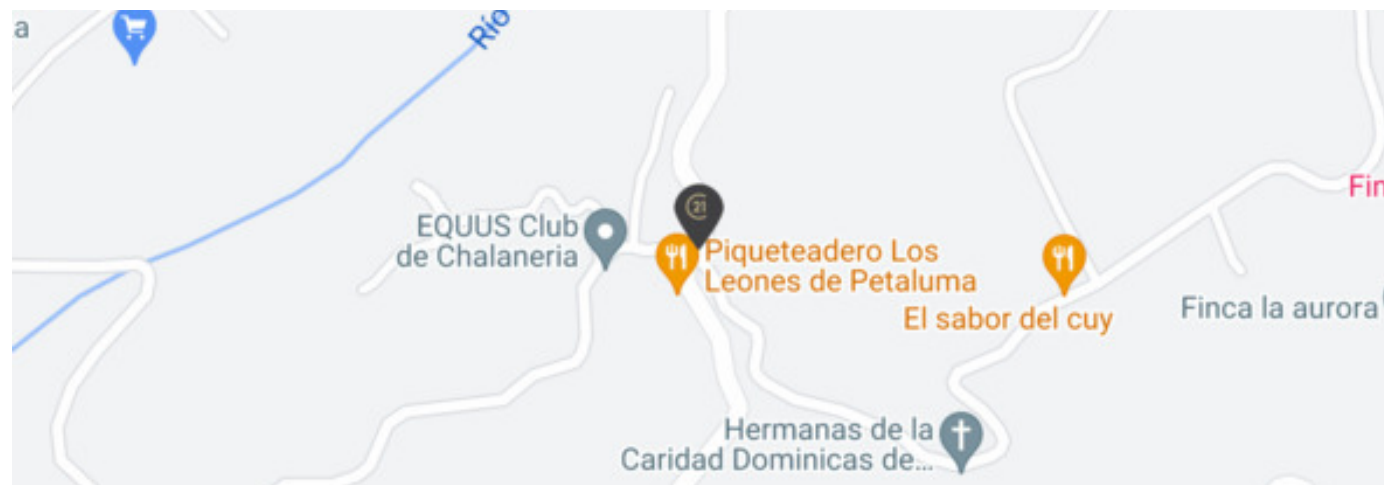 a
Río
21
EQUUS Club
de Chalaneria
Piqueteadero Los
Leones de Petaluma
Fin
El sabor del cuy
Finca la aurora
Hermanas de la
Caridad Dominicas de...